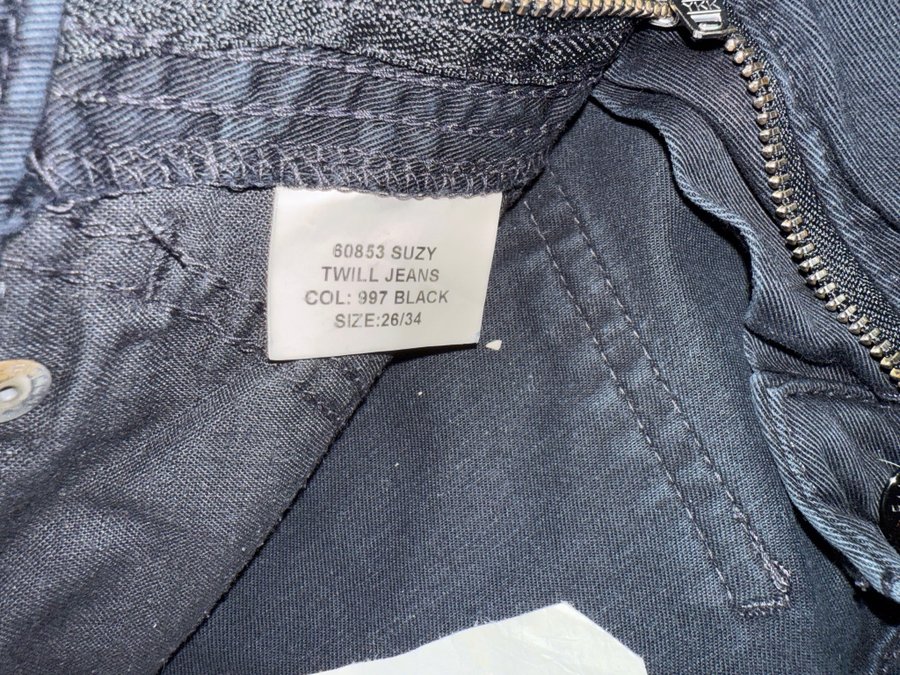 60853 SUZY
TWILL JEANS
COL: 997 BLACK
SIZE:26/34